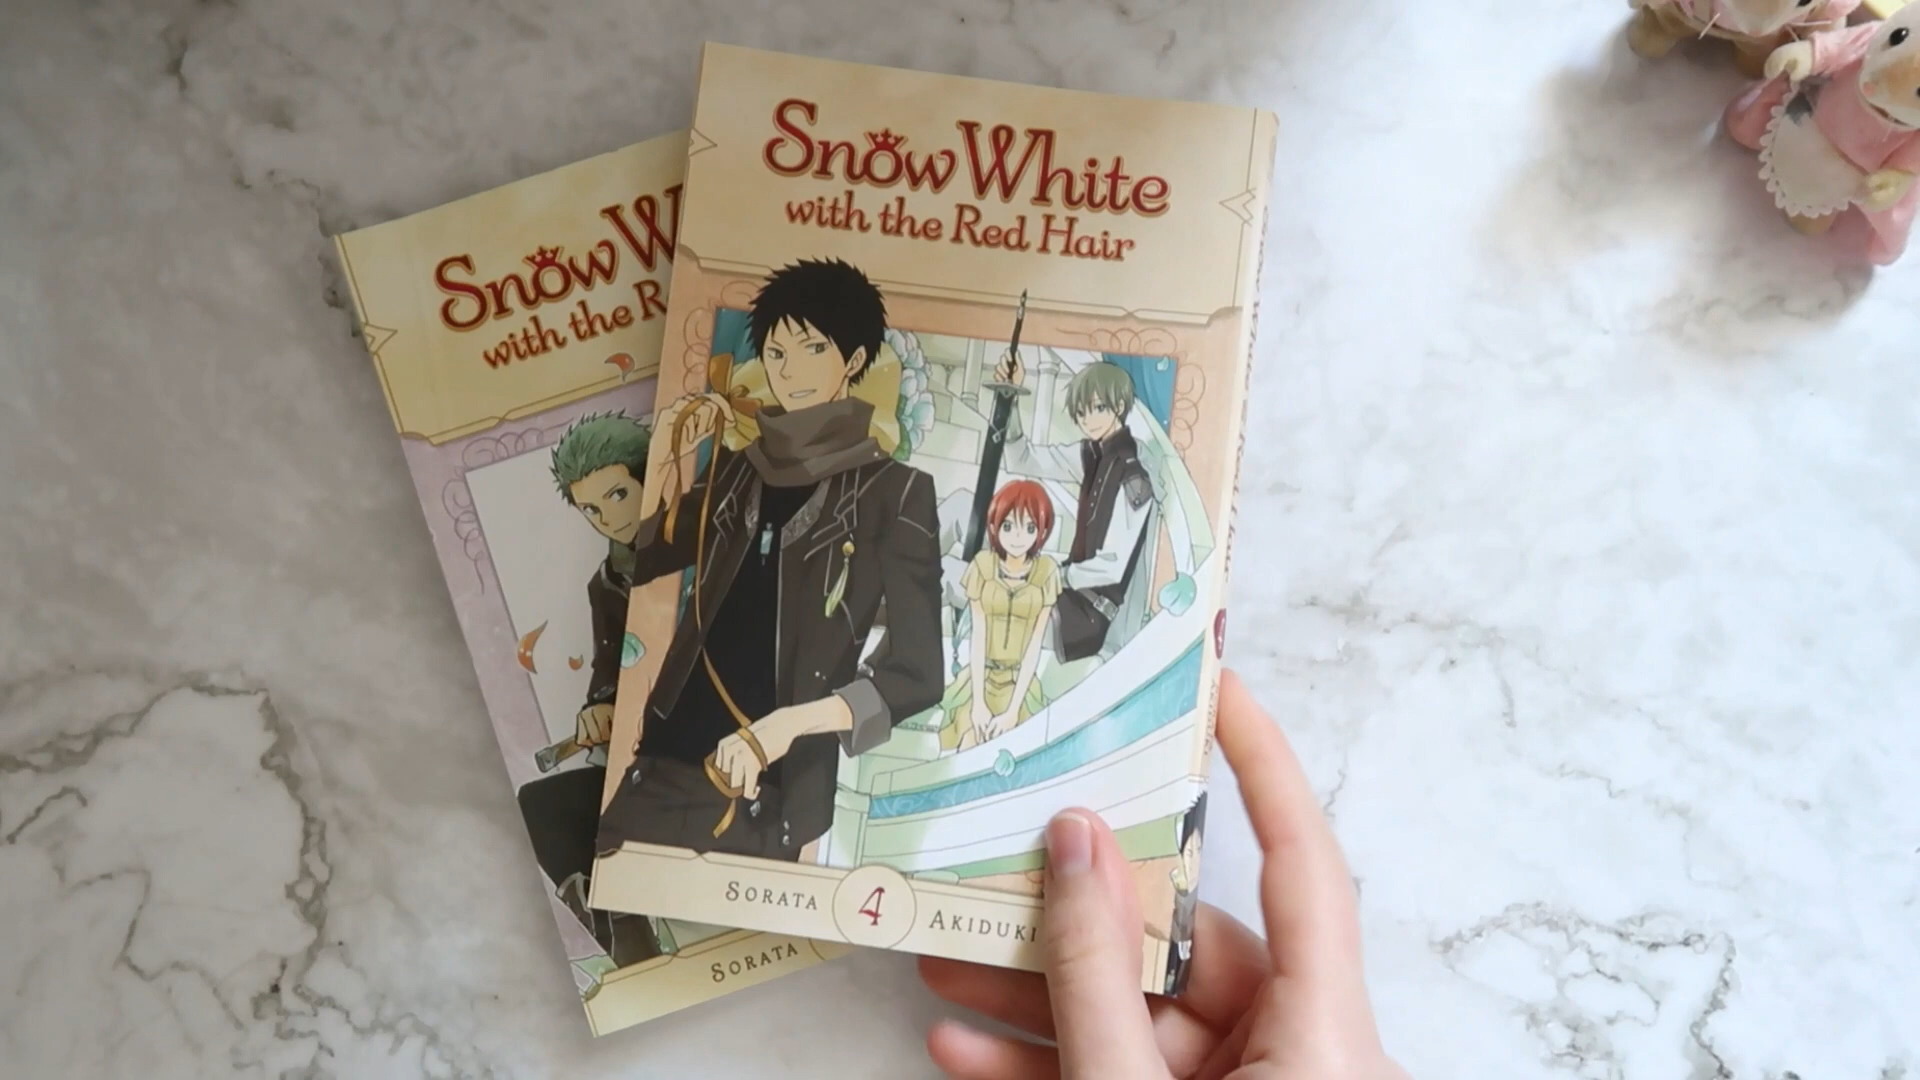 Snow White
with the Red Hair
SORATA 4 AKIDUKI
Snow W
with the R
SORATA